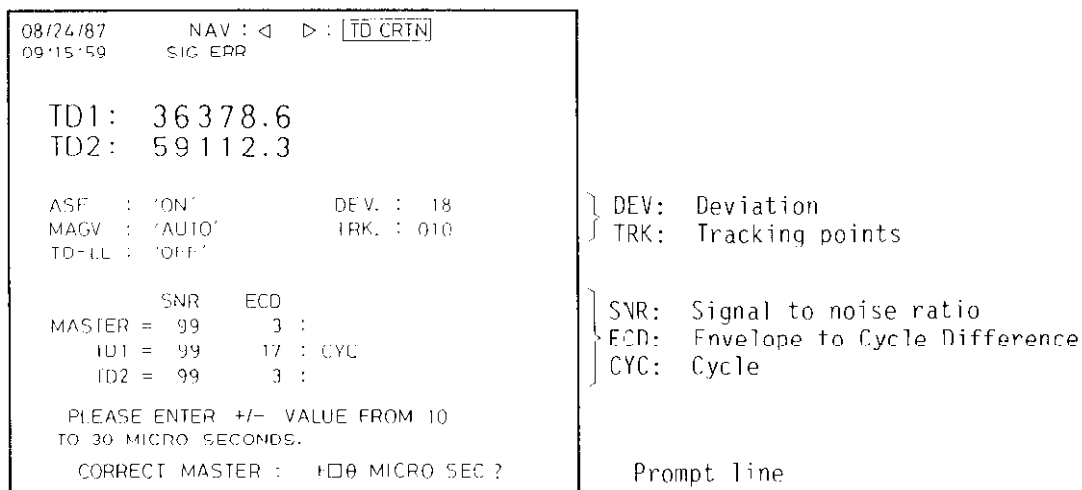 08/24/87 NAV : ◁ ▷ : TD CRTN
09:15:59 SIG ERR
TD1: 36378.6
TD2: 59112.3
ASF : 'ON' DEV. : 18
MAGV : 'AUTO' TRK. : 010
TD-LL : 'OFF'
DEV: Deviation
TRK: Tracking points
SNR ECD
MASTER = 99 3 :
TD1 = 99 17 : CYC
TD2 = 99 3 :
SNR: Signal to noise ratio
ECD: Envelope to Cycle Difference
CYC: Cycle
PLEASE ENTER +/- VALUE FROM 10
TO 30 MICRO SECONDS.
CORRECT MASTER : MICRO SEC ?
Prompt line